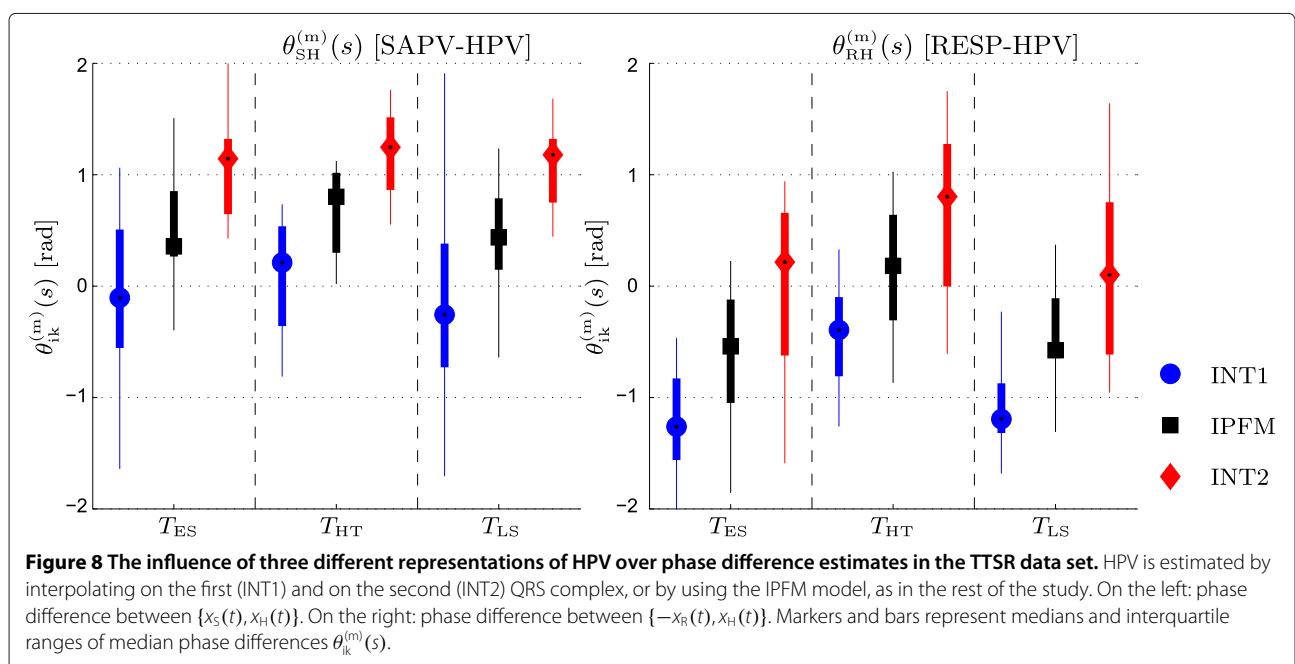 θ_SH^(m)(s) [SAPV-HPV]
θ_ik^(m)(s) [rad]
2
1
0
−1
−2
T_ES
T_HT
T_LS
θ_RH^(m)(s) [RESP-HPV]
θ_ik^(m)(s) [rad]
2
1
0
−1
−2
T_ES
T_HT
T_LS
INT1
IPFM
INT2
Figure 8 The influence of three different representations of HPV over phase difference estimates in the TTSR data set. HPV is estimated by
interpolating on the first (INT1) and on the second (INT2) QRS complex, or by using the IPFM model, as in the rest of the study. On the left: phase
difference between {x_S(t), x_H(t)}. On the right: phase difference between {−x_R(t), x_H(t)}. Markers and bars represent medians and interquartile
ranges of median phase differences θ_ik^(m)(s).